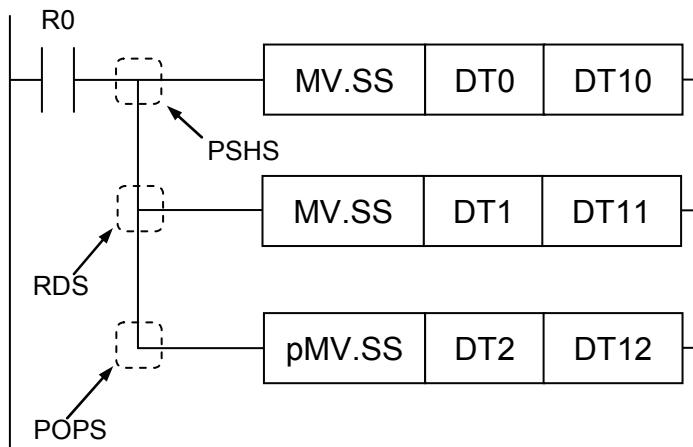 R0
MV.SS DT0 DT10
PSHS
MV.SS DT1 DT11
RDS
pMV.SS DT2 DT12
POPS